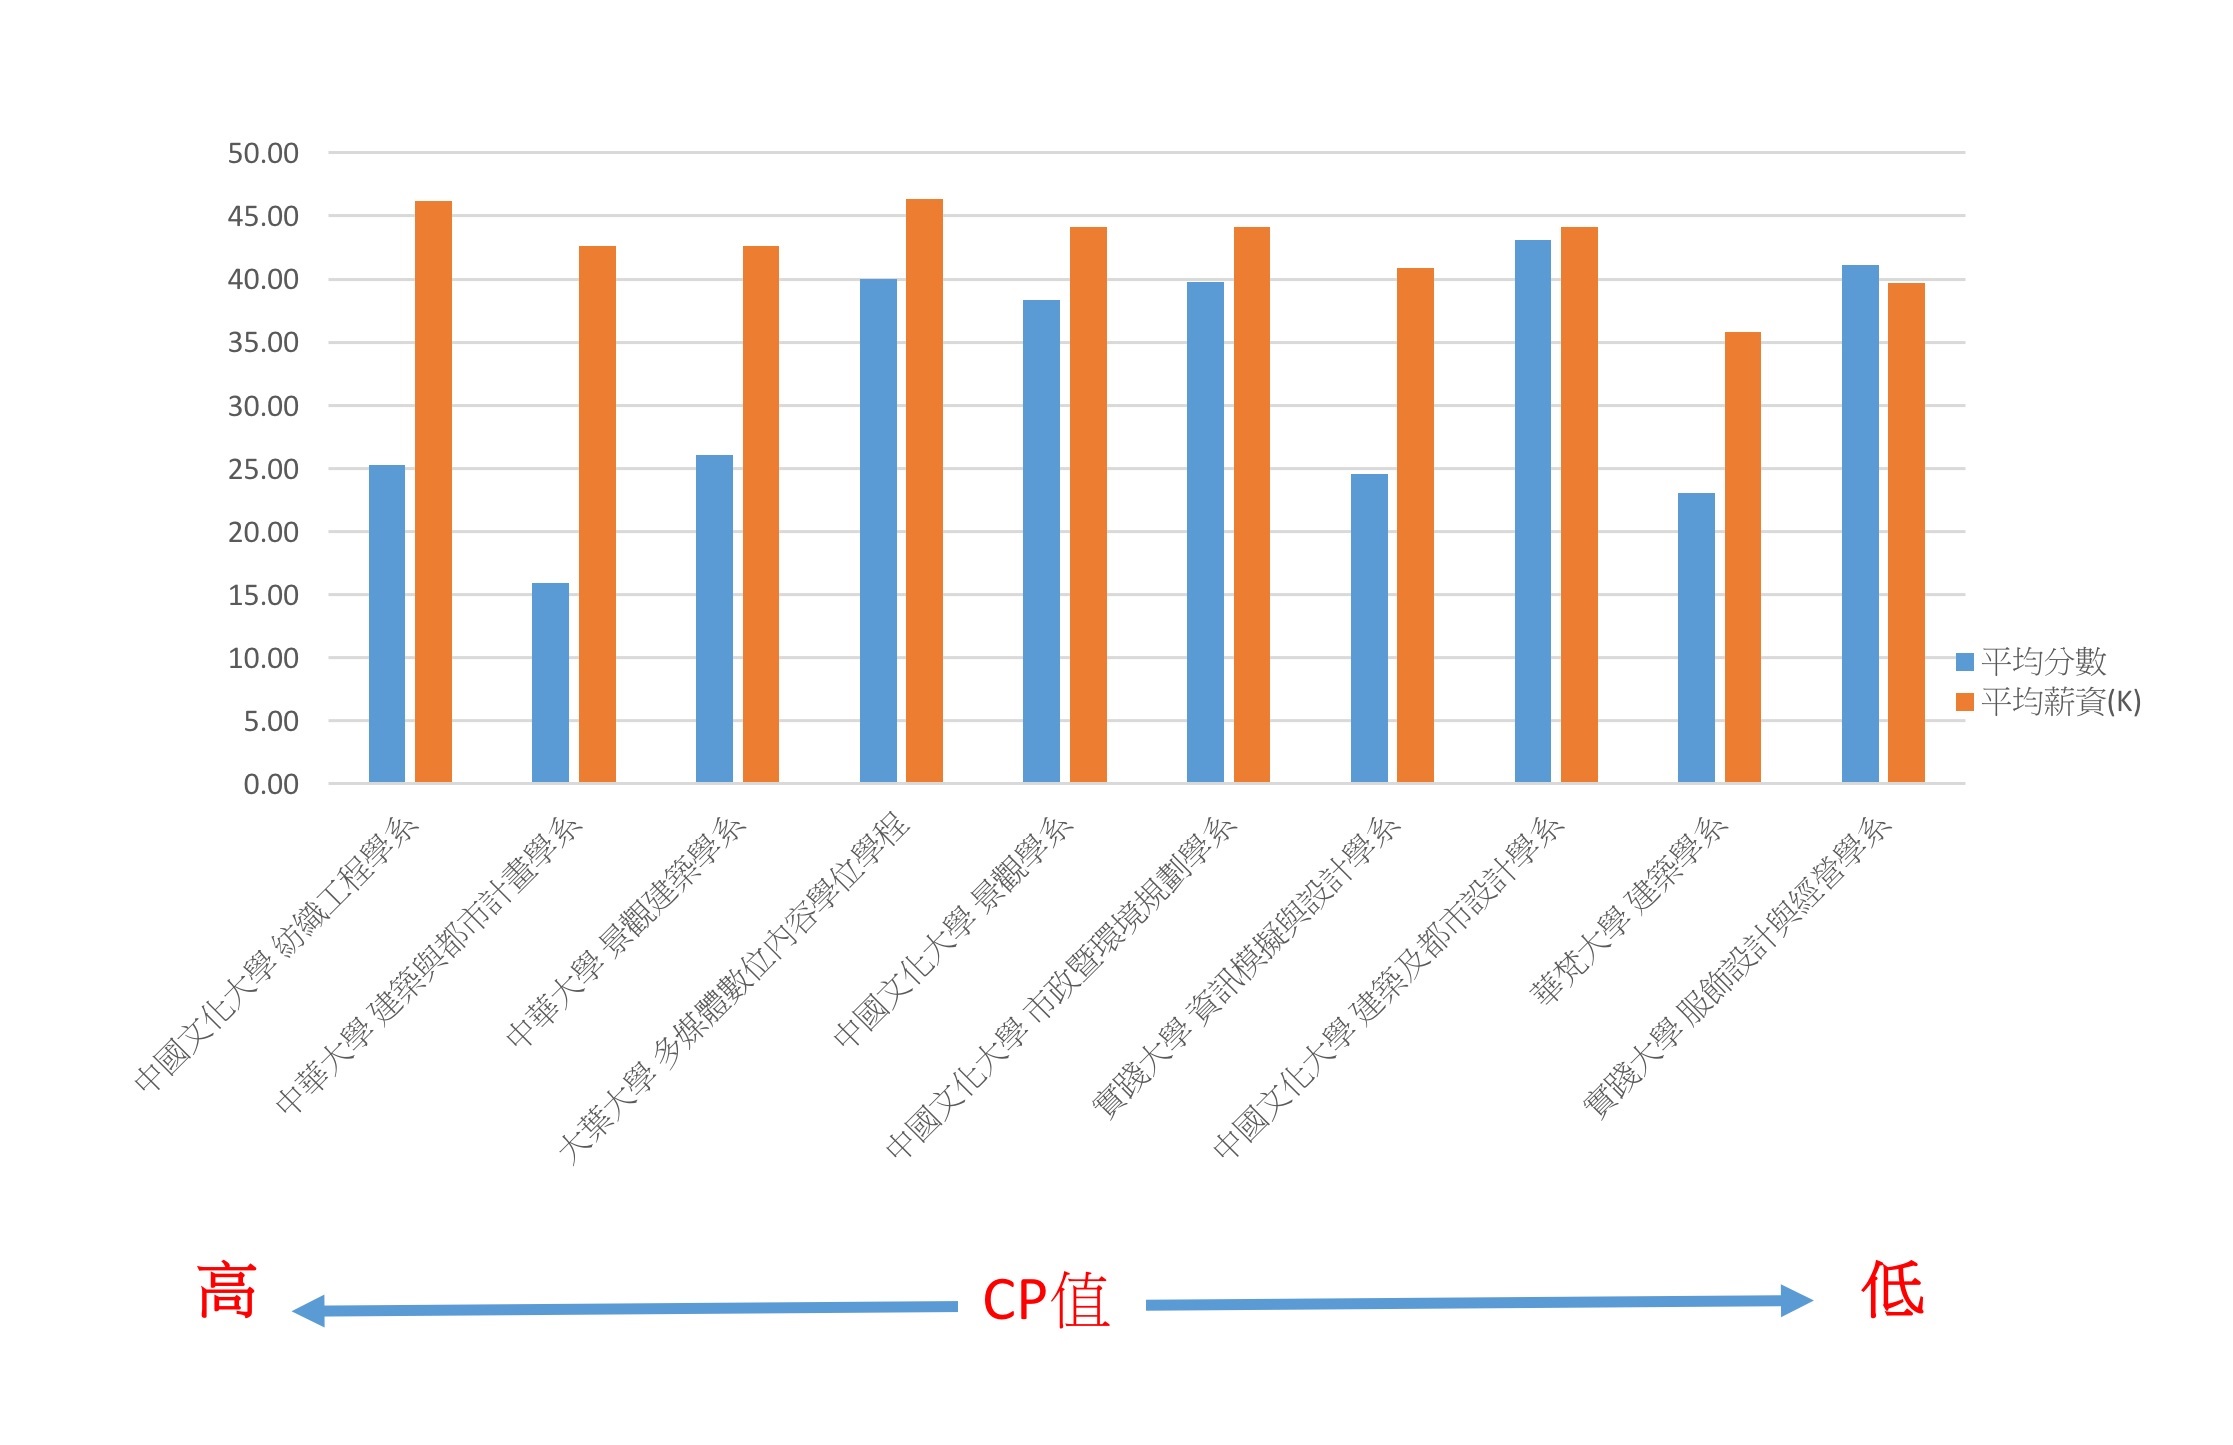 50.00
45.00
40.00
35.00
30.00
25.00
20.00
15.00
10.00
5.00
0.00
平均分數
平均薪資(K)
中國文化大學 紡織工程學系
中華大學 建築與都市計畫學系
中華大學 景觀建築學系
大葉大學 多媒體數位內容學位學程
中國文化大學 景觀學系
中國文化大學 市政暨環境規劃學系
實踐大學 資訊模擬與設計學系
中國文化大學 建築及都市設計學系
華梵大學 建築學系
實踐大學 服飾設計與經營學系
高 CP值 低